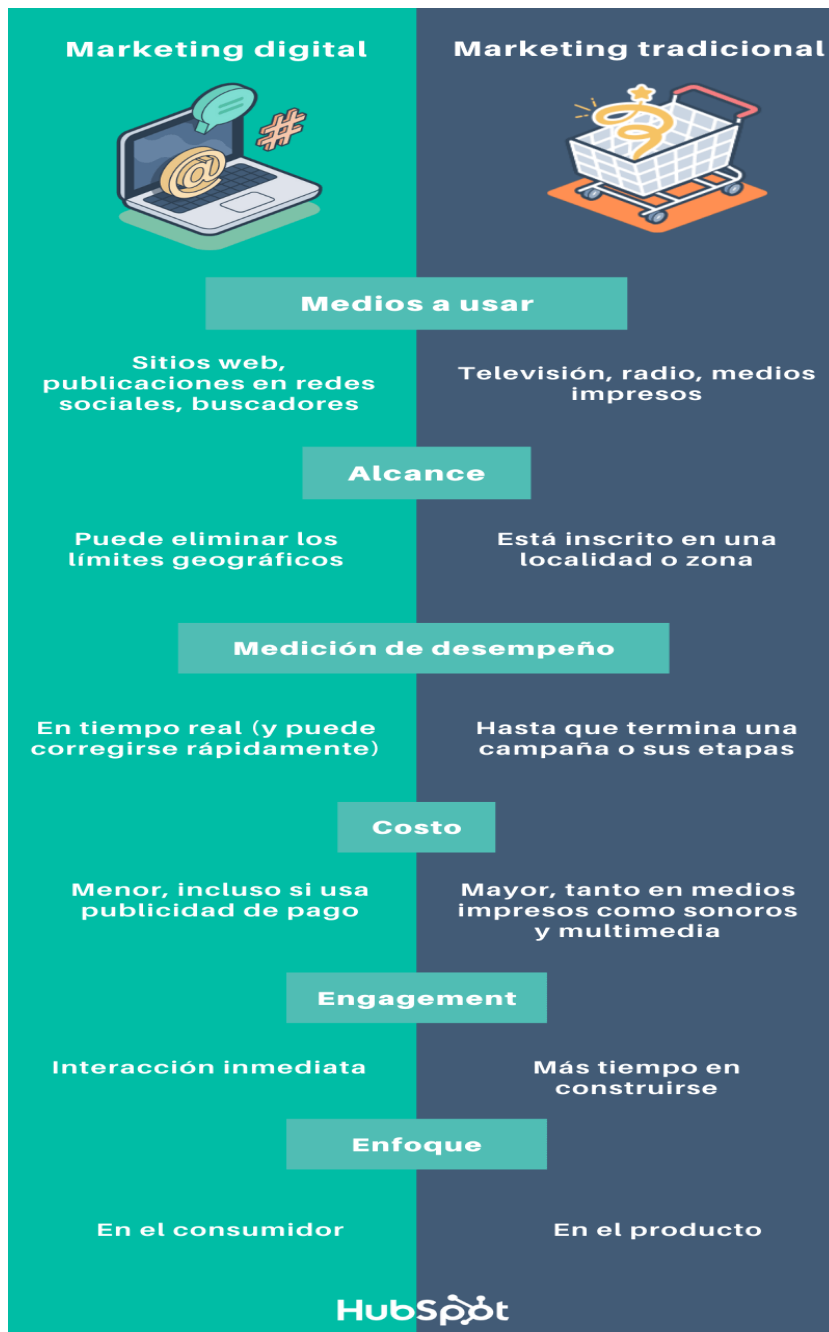 Marketing digital
Marketing tradicional
@
#
Medios a usar
Sitios web,
publicaciones en redes
sociales, buscadores
Televisión, radio, medios
impresos
Alcance
Puede eliminar los
límites geográficos
Está inscrito en una
localidad o zona
Medición de desempeño
En tiempo real (y puede
corregirse rápidamente)
Hasta que termina una
campaña o sus etapas
Costo
Menor, incluso si usa
publicidad de pago
Mayor, tanto en medios
impresos como sonoros
y multimedia
Engagement
Interacción inmediata
Más tiempo en
construirse
Enfoque
En el consumidor
En el producto
HubSpot